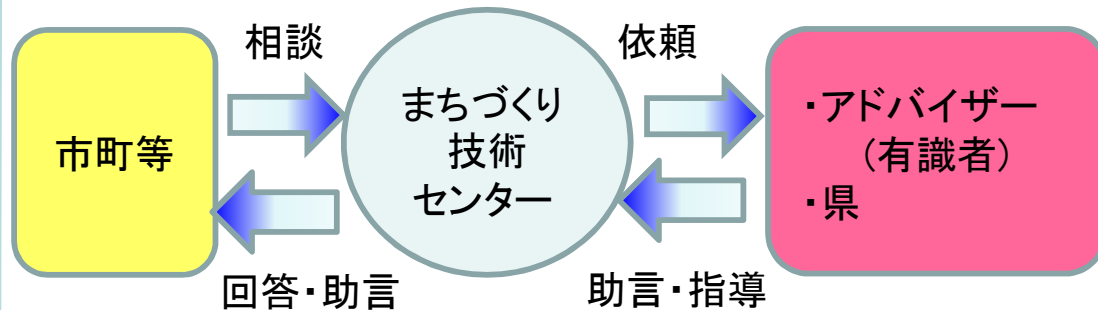 相談
依頼
市町等
まちづくり
技術
センター
・アドバイザー
（有識者）
・県
回答・助言
助言・指導